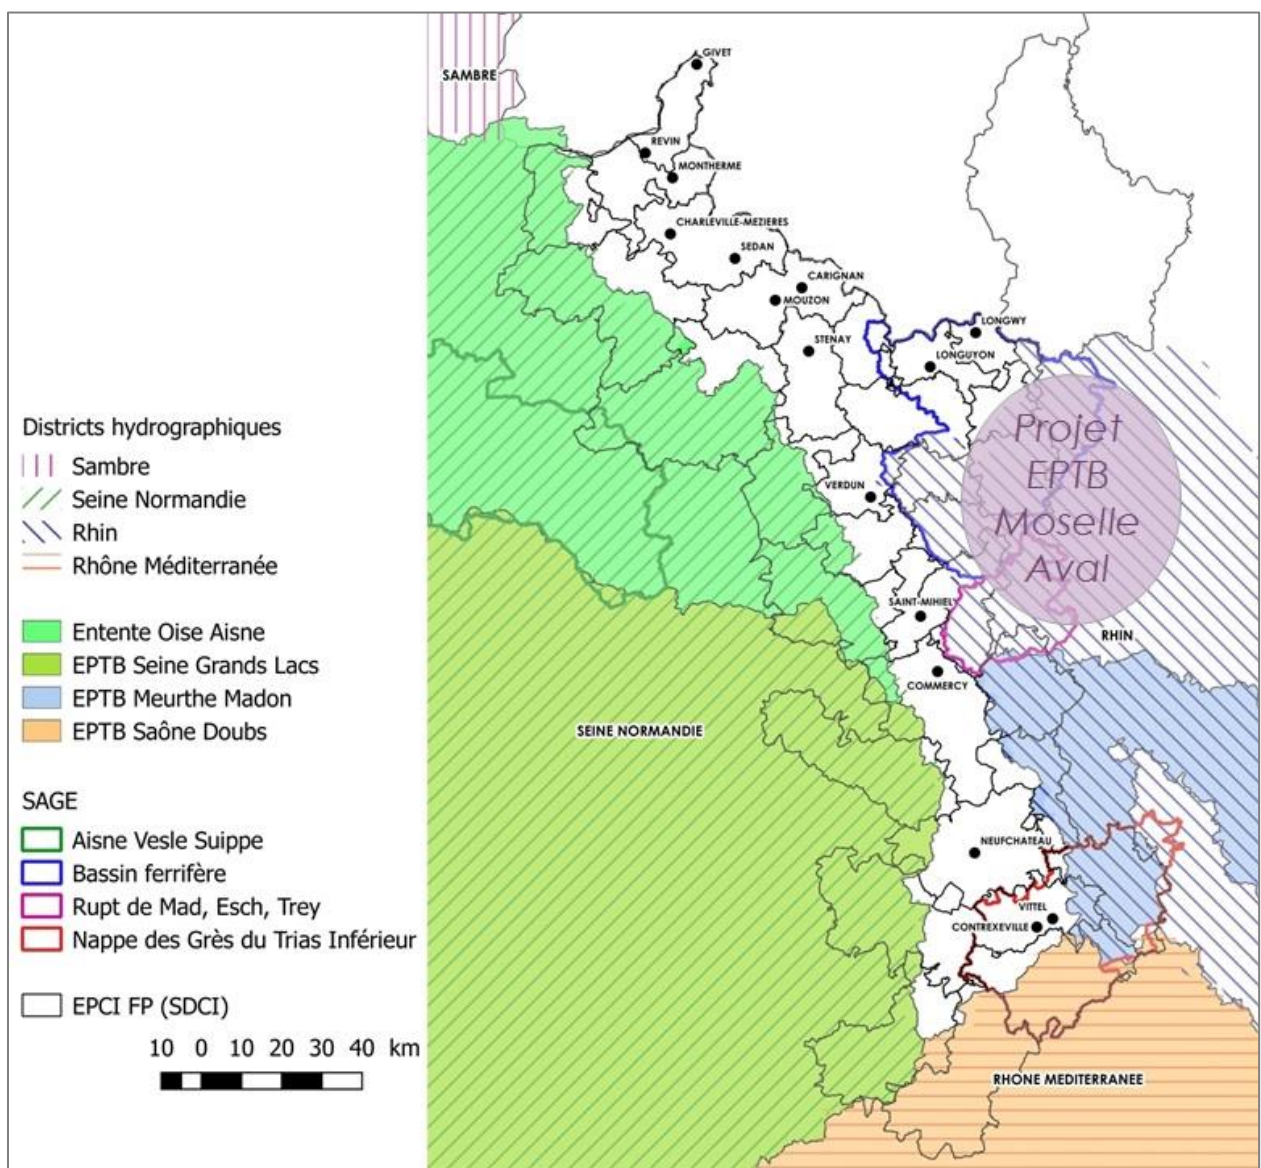 Districts hydrographiques
Sambre
Seine Normandie
Rhin
Rhône Méditerranée
Entente Oise Aisne
EPTB Seine Grands Lacs
EPTB Meurthe Madon
EPTB Saône Doubs
SAGE
Aisne Vesle Suippe
Bassin ferrifère
Rupt de Mad, Esch, Trey
Nappe des Grès du Trias Inférieur
EPCI FP (SDCI)
10 0 10 20 30 40 km
GIVET
SAMBRE
REVIN
MONTHERME
CHARLEVILLE-MEZIERES
SEDAN
CARIGNAN
MOUZON
LONGWY
STENAY
LONGUYON
Projet
EPTB
Moselle
Aval
VERDUN
SAINT-MIHIEL
RHIN
COMMERCY
SEINE NORMANDIE
NEUFCHATEAU
VITTEL
CONTREXEVILLE
RHONE MEDITERRANEE